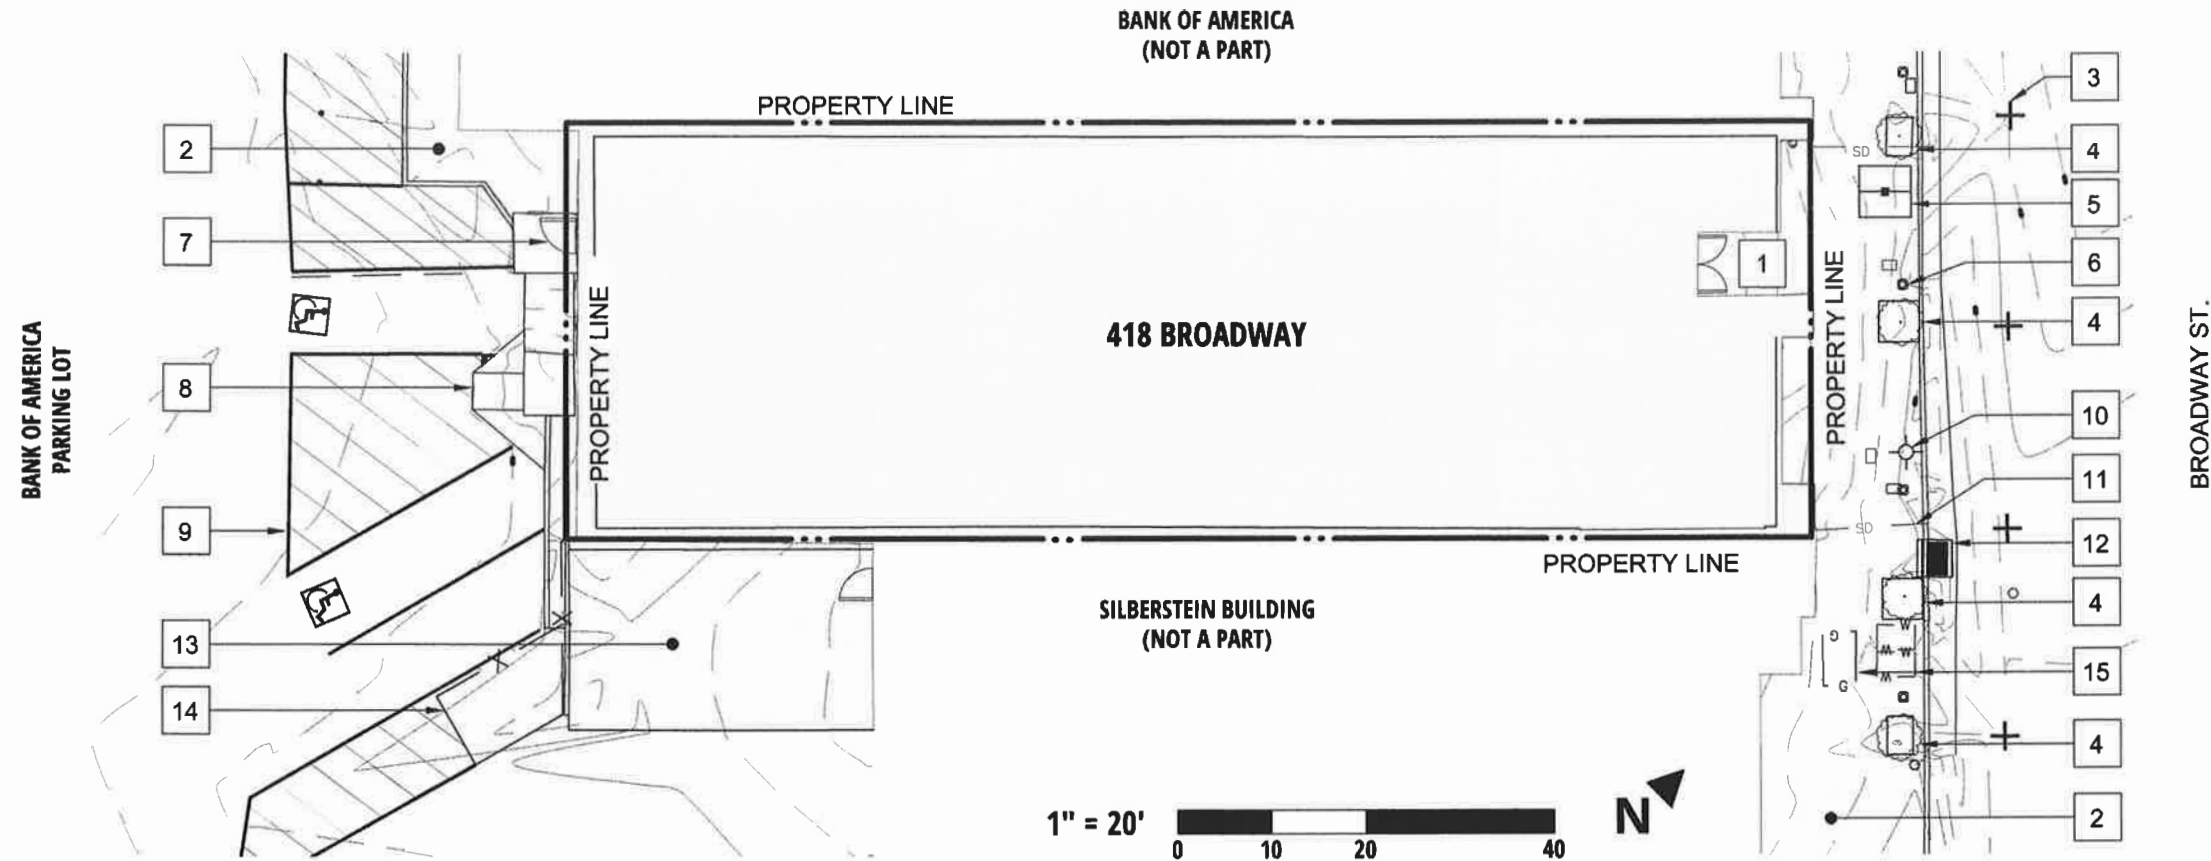 BANK OF AMERICA
(NOT A PART)
PROPERTY LINE
3
2
4
SD
5
7
1
6
PROPERTY LINE
PROPERTY LINE
418 BROADWAY
4
BANK OF AMERICA
PARKING LOT
BROADWAY ST.
8
10
11
9
SD
12
PROPERTY LINE
SILBERSTEIN BUILDING
(NOT A PART)
4
13
G
G
15
14
4
2
1" = 20'
0 10 20 40
N